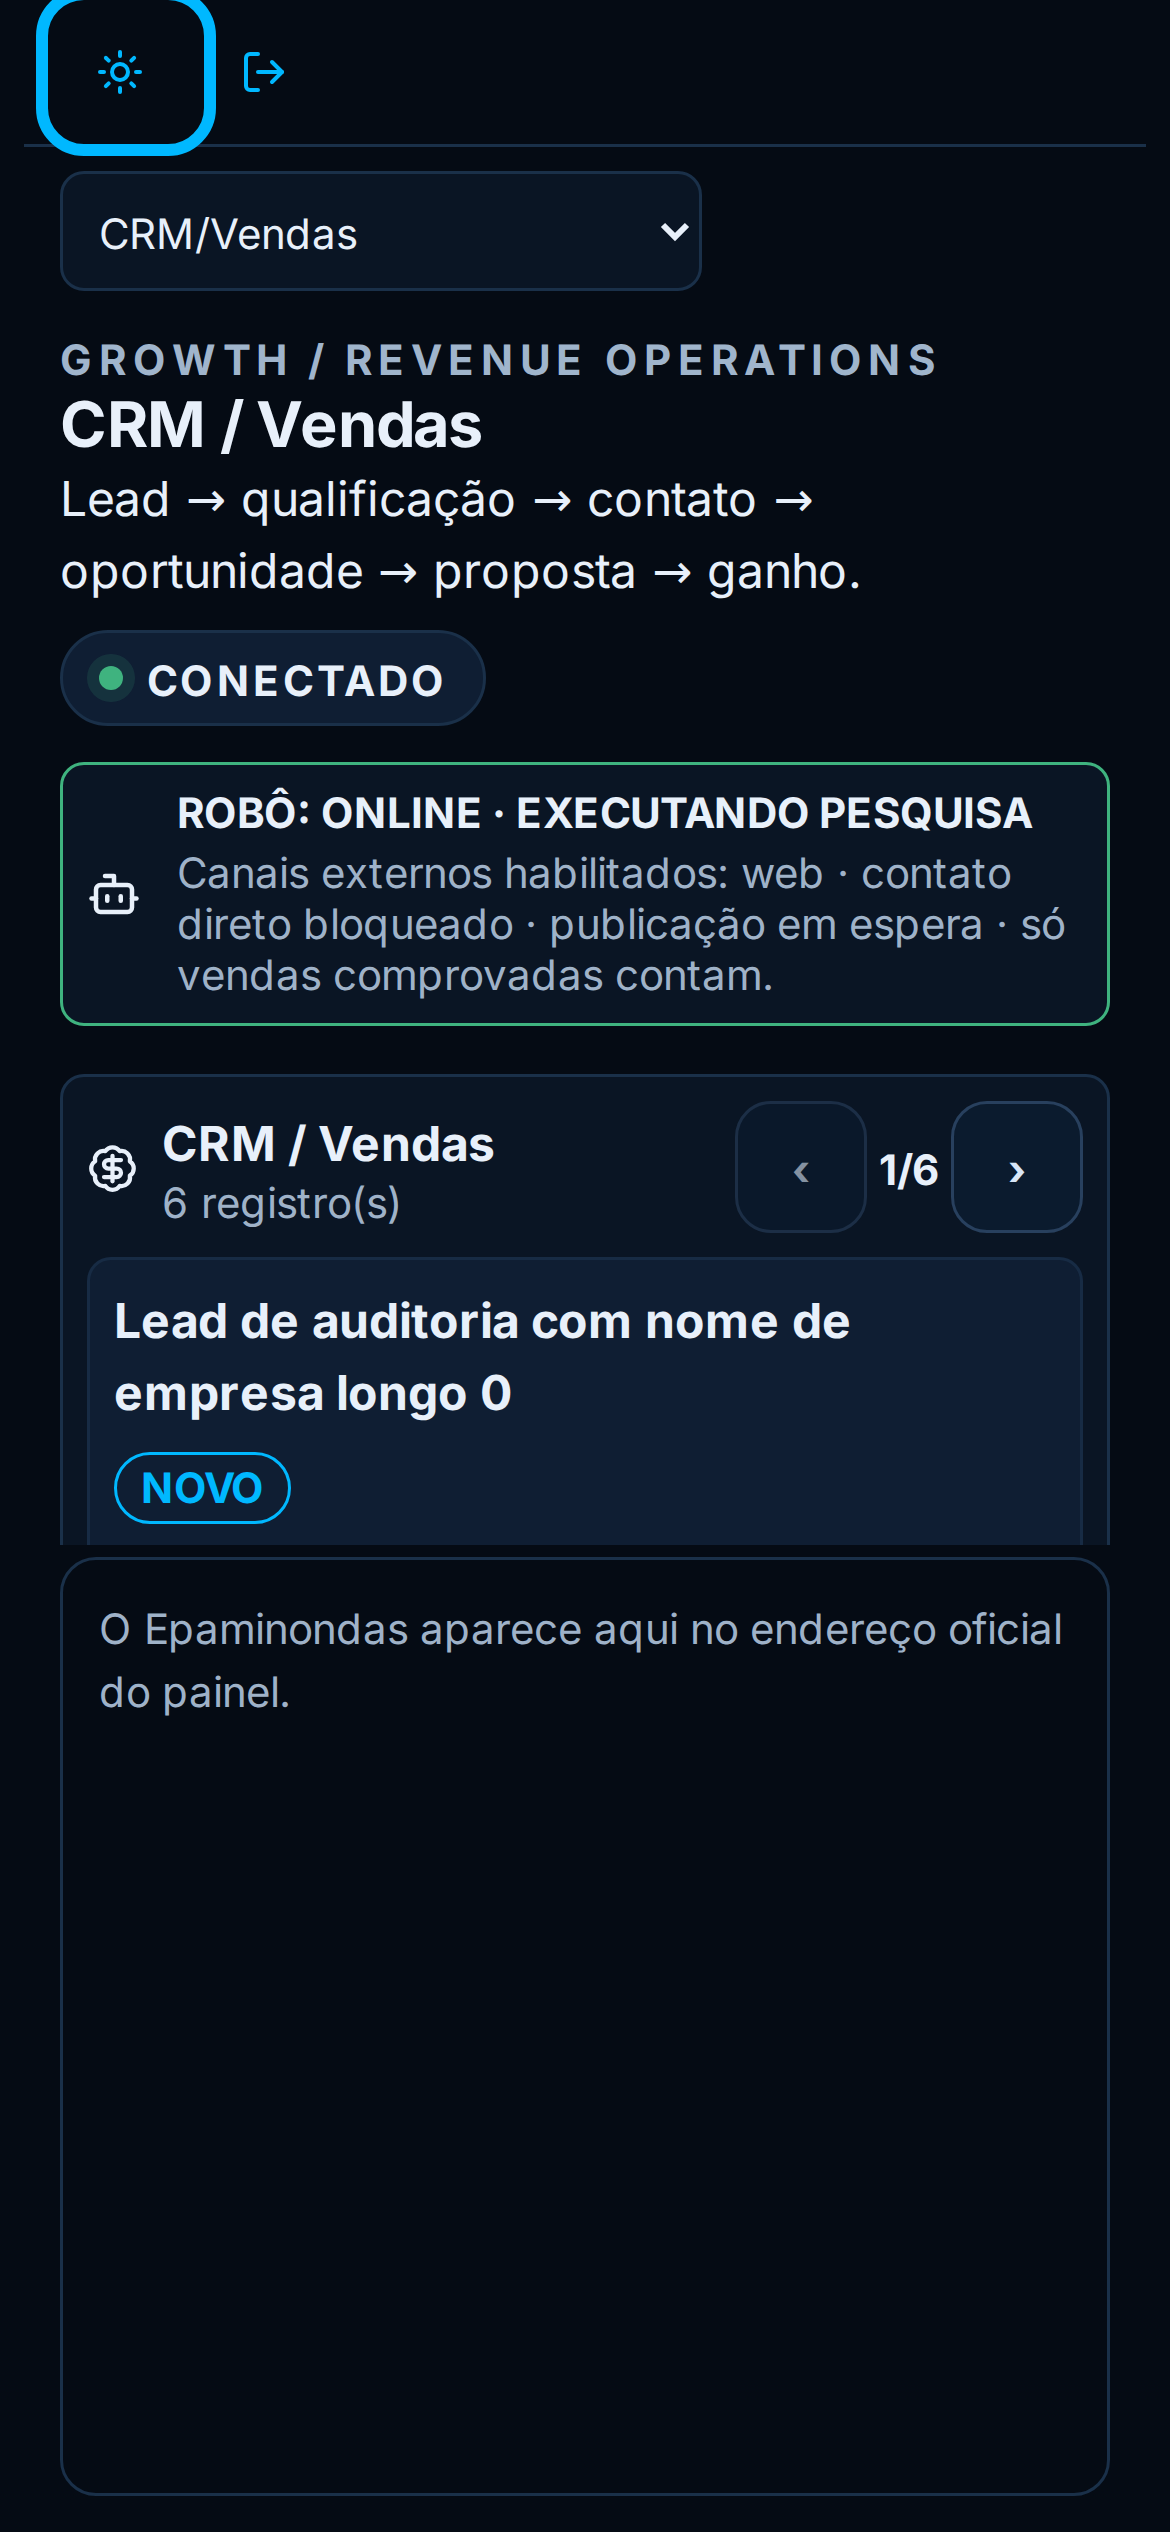 CRM/Vendas
GROWTH / REVENUE OPERATIONS
CRM / Vendas
Lead → qualificação → contato →
oportunidade → proposta → ganho.
CONECTADO
ROBÔ: ONLINE · EXECUTANDO PESQUISA
Canais externos habilitados: web · contato
direto bloqueado · publicação em espera · só
vendas comprovadas contam.
CRM / Vendas
6 registro(s)
‹ 1/6 ›
Lead de auditoria com nome de
empresa longo 0
NOVO
O Epaminondas aparece aqui no endereço oficial
do painel.